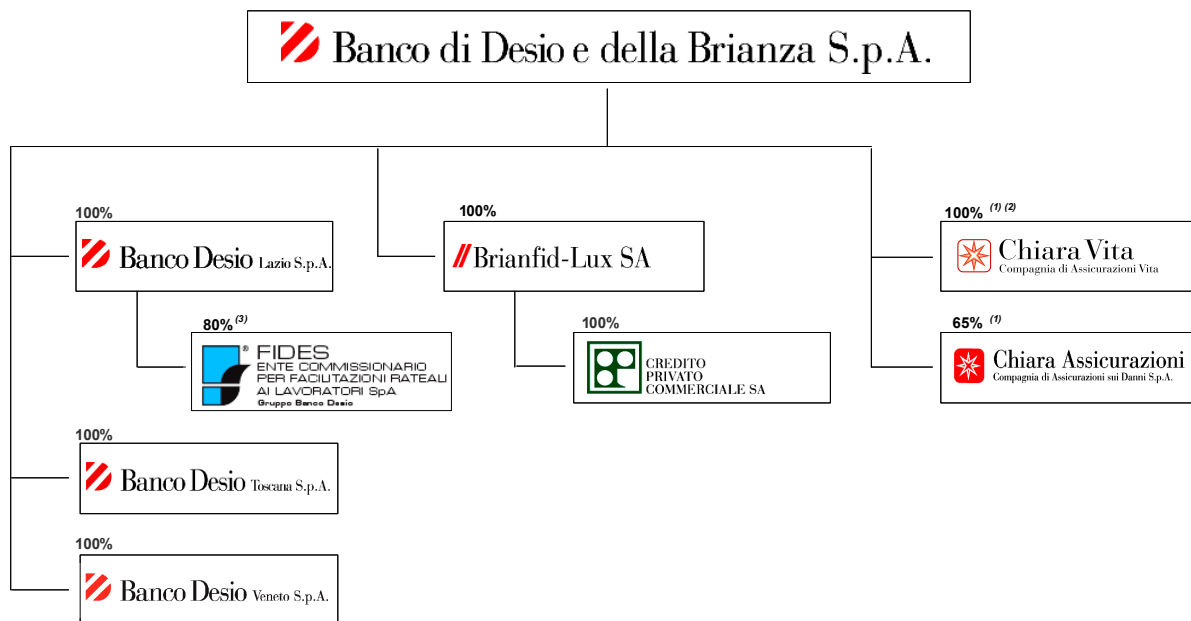 Banco di Desio e della Brianza S.p.A.
100%
Banco Desio Lazio S.p.A.
80% (3)
® FIDES
ENTE COMMISSIONARIO
PER FACILITAZIONI RATEALI
AI LAVORATORI SpA
Gruppo Banco Desio
100%
Banco Desio Toscana S.p.A.
100%
Banco Desio Veneto S.p.A.
100%
Brianfid-Lux SA
100%
CREDITO
PRIVATO
COMMERCIALE SA
100% (1) (2)
Chiara Vita
Compagnia di Assicurazioni Vita
65% (1)
Chiara Assicurazioni
Compagnia di Assicurazioni sui Danni S.p.A.